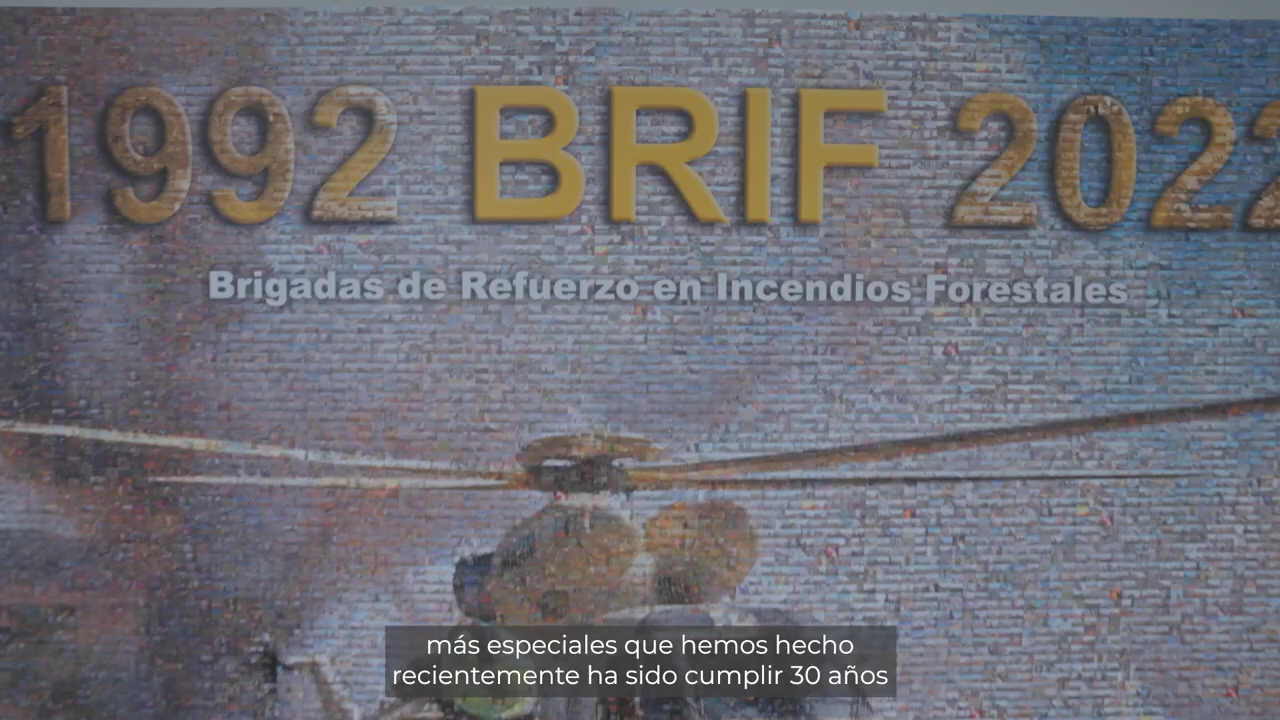 1992 BRIF 2022
Brigadas de Refuerzo en Incendios Forestales
más especiales que hemos hecho
recientemente ha sido cumplir 30 años